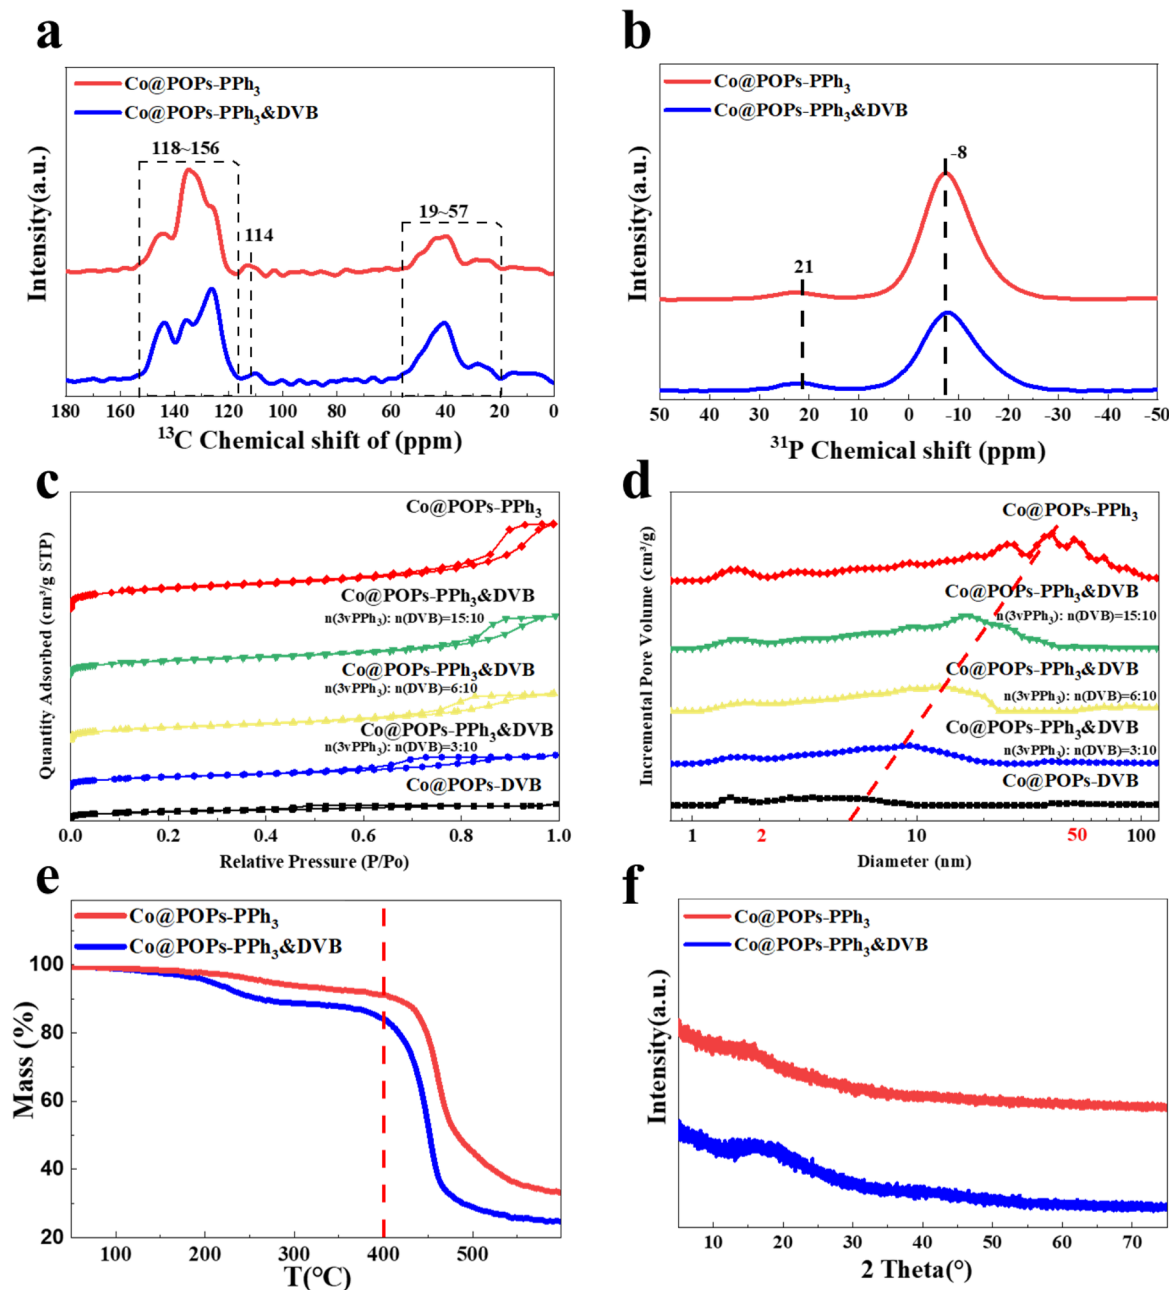 a
Co@POPs-PPh₃
Co@POPs-PPh₃&DVB
118~156
114
19~57
Intensity(a.u.)
180 160 140 120 100 80 60 40 20 0
¹³C Chemical shift of (ppm)
b
Co@POPs-PPh₃
Co@POPs-PPh₃&DVB
-8
21
Intensity(a.u.)
50 40 30 20 10 0 -10 -20 -30 -40 -50
³¹P Chemical shift (ppm)
c
Co@POPs-PPh₃
Co@POPs-PPh₃&DVB
n(3vPPh₃): n(DVB)=15:10
Co@POPs-PPh₃&DVB
n(3vPPh₃): n(DVB)=6:10
Co@POPs-PPh₃&DVB
n(3vPPh₃): n(DVB)=3:10
Co@POPs-DVB
Quantity Adsorbed (cm³/g STP)
0.0 0.2 0.4 0.6 0.8 1.0
Relative Pressure (P/Po)
d
Co@POPs-PPh₃
Co@POPs-PPh₃&DVB
n(3vPPh₃): n(DVB)=15:10
Co@POPs-PPh₃&DVB
n(3vPPh₃): n(DVB)=6:10
Co@POPs-PPh₃&DVB
n(3vPPh₃): n(DVB)=3:10
Co@POPs-DVB
Incremental Pore Volume (cm³/g)
1 2 10 50 100
Diameter (nm)
e
Co@POPs-PPh₃
Co@POPs-PPh₃&DVB
Mass (%)
100
80
60
40
20
100 200 300 400 500
T(°C)
f
Co@POPs-PPh₃
Co@POPs-PPh₃&DVB
Intensity(a.u.)
10 20 30 40 50 60 70
2 Theta(°)